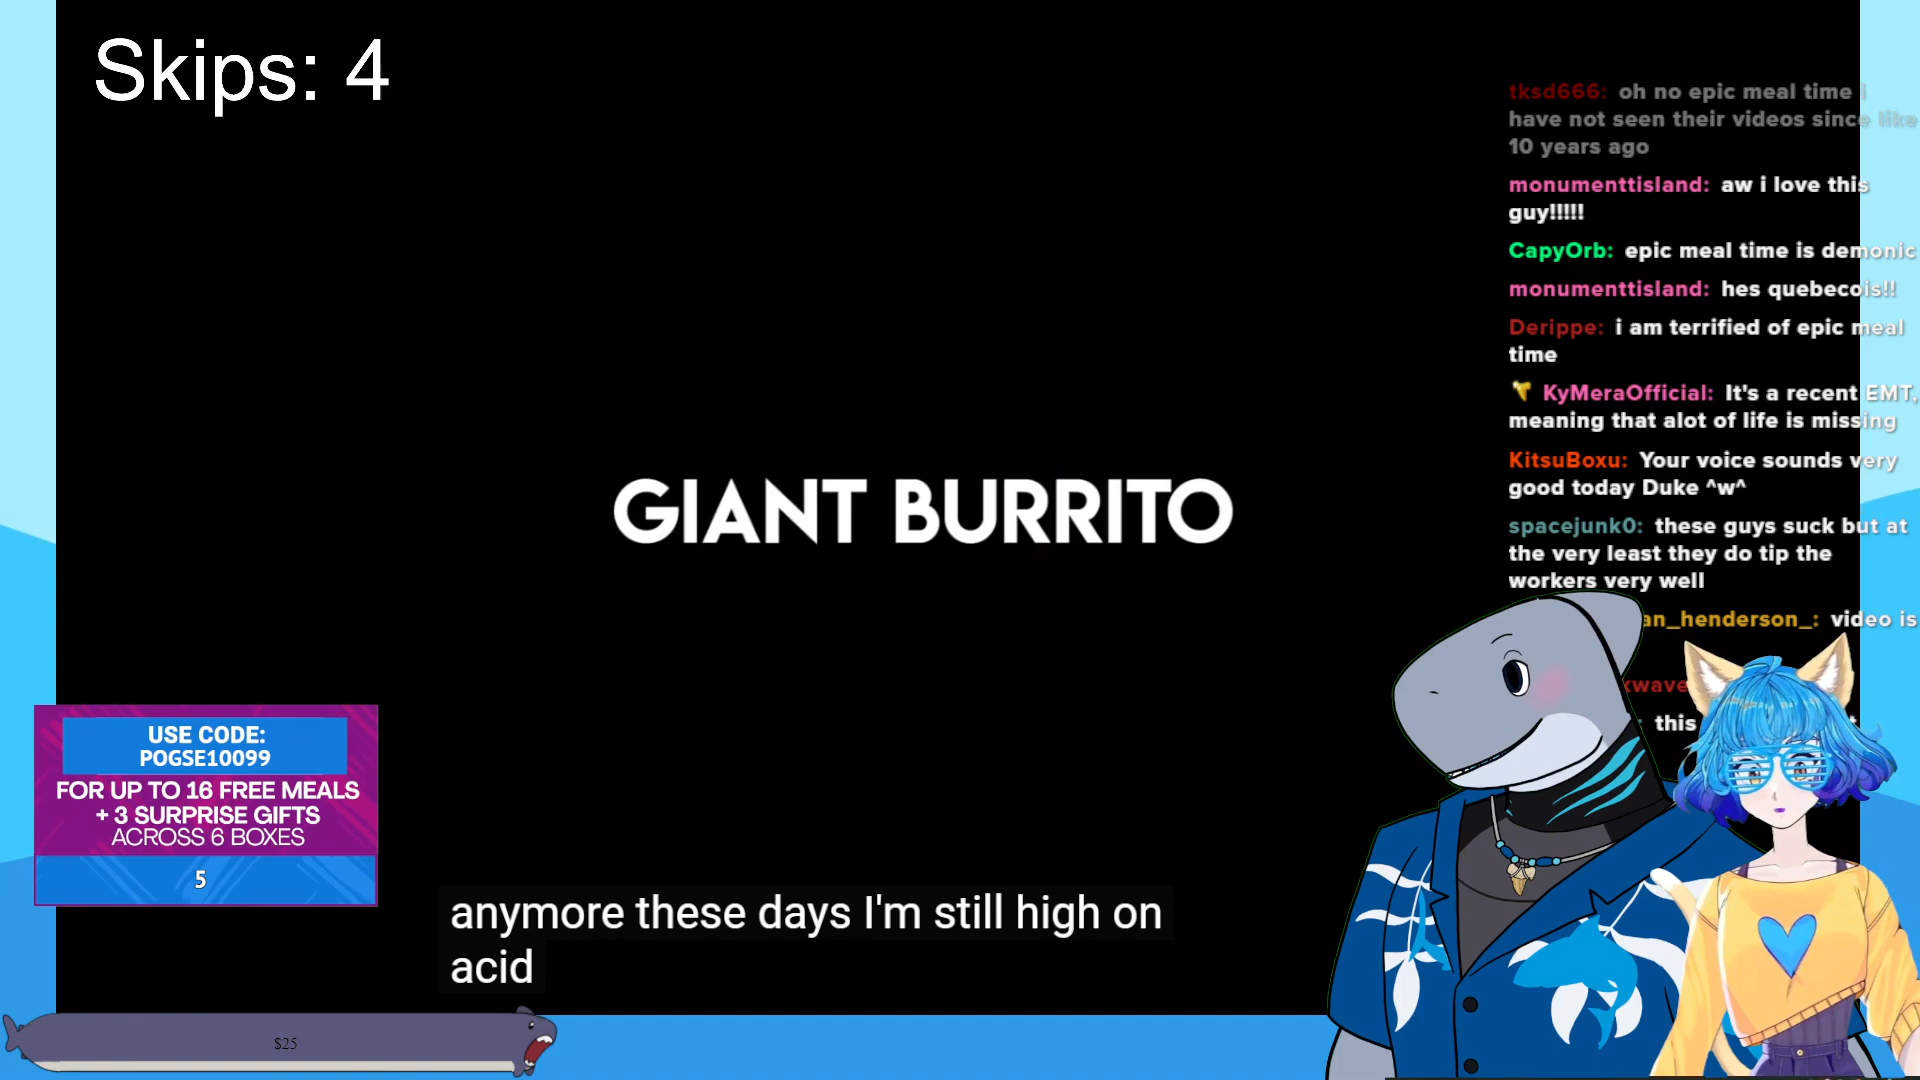 Skips: 4
tksd666: oh no epic meal time i
have not seen their videos since like
10 years ago
monumenttisland: aw i love this
guy!!!!!
CapyOrb: epic meal time is demonic
monumenttisland: hes quebecois!!
Derippe: i am terrified of epic meal
time
KyMeraOfficial: It's a recent EMT,
meaning that alot of life is missing
KitsuBoxu: Your voice sounds very
good today Duke ^w^
spacejunk0: these guys suck but at
the very least they do tip the
workers very well
an_henderson_: video is
kwave
this
GIANT BURRITO
USE CODE:
POGSE10099
FOR UP TO 16 FREE MEALS
+ 3 SURPRISE GIFTS
ACROSS 6 BOXES
5
anymore these days I'm still high on
acid
$25